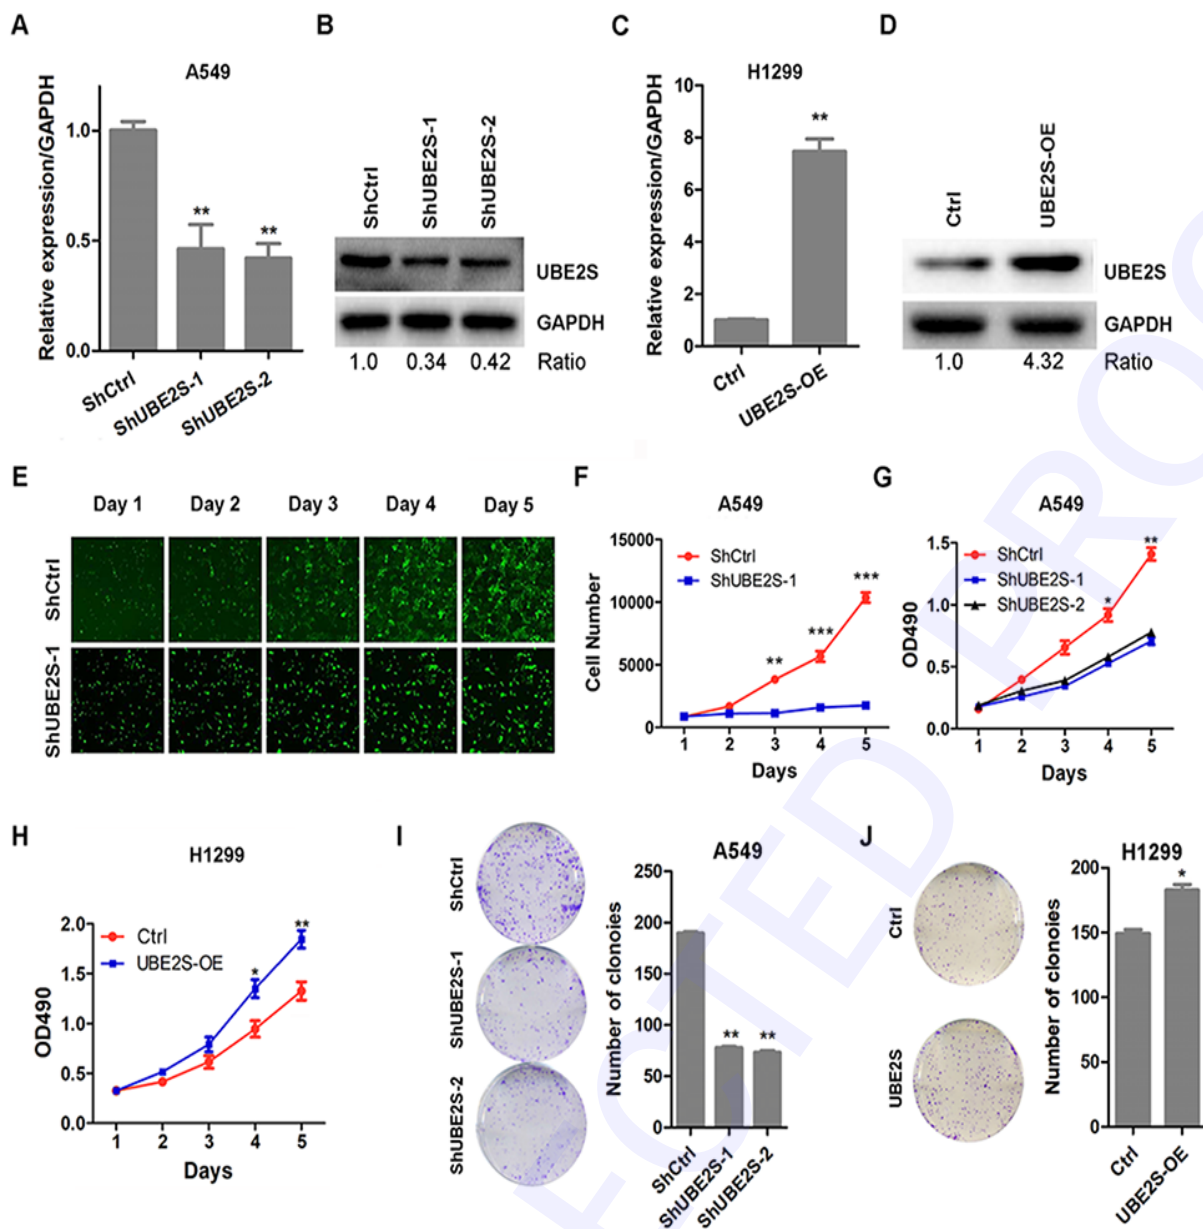 A
B
C
D
A549
H1299
Relative expression/GAPDH
1.0
0.5
0.0
**
**
ShCtrl
ShUBE2S-1
ShUBE2S-2
ShCtrl
ShUBE2S-1
ShUBE2S-2
UBE2S
GAPDH
1.0 0.34 0.42 Ratio
Relative expression/GAPDH
10
8
6
4
2
0
**
Ctrl
UBE2S-OE
Ctrl
UBE2S-OE
UBE2S
GAPDH
1.0 4.32 Ratio
E
Day 1 Day 2 Day 3 Day 4 Day 5
ShCtrl
ShUBE2S-1
F
A549
15000
10000
5000
0
Cell Number
ShCtrl
ShUBE2S-1
**
***
***
1 2 3 4 5
Days
G
A549
1.5
1.0
0.5
0.0
OD490
ShCtrl
ShUBE2S-1
ShUBE2S-2
*
**
1 2 3 4 5
Days
H
H1299
2.0
1.5
1.0
0.5
0.0
OD490
Ctrl
UBE2S-OE
*
**
1 2 3 4 5
Days
I
ShCtrl
ShUBE2S-1
ShUBE2S-2
A549
250
200
150
100
50
0
Number of clonoies
** **
ShCtrl
ShUBE2S-1
ShUBE2S-2
J
Ctrl
UBE2S
H1299
200
150
100
50
0
Number of clonoies
*
Ctrl
UBE2S-OE
ECTED PROO